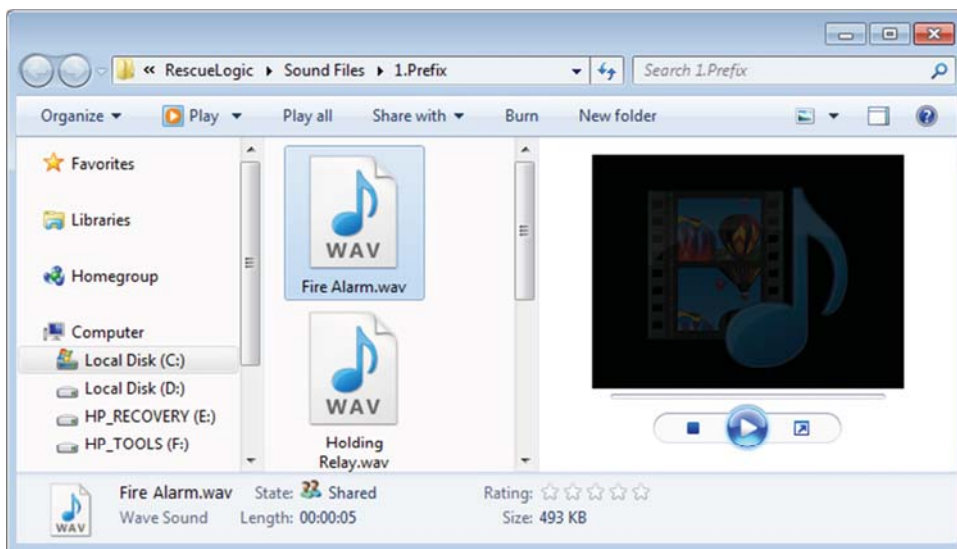 « RescueLogic ▸ Sound Files ▸ 1.Prefix
Search 1.Prefix
Organize ▾ Play ▾ Play all Share with ▾ Burn New folder
Favorites
Libraries
Homegroup
Computer
Local Disk (C:)
Local Disk (D:)
HP_RECOVERY (E:)
HP_TOOLS (F:)
WAV
Fire Alarm.wav
WAV
Holding
Relay.wav
WAV
Fire Alarm.wav State: Shared Rating:
Wave Sound Length: 00:00:05 Size: 493 KB